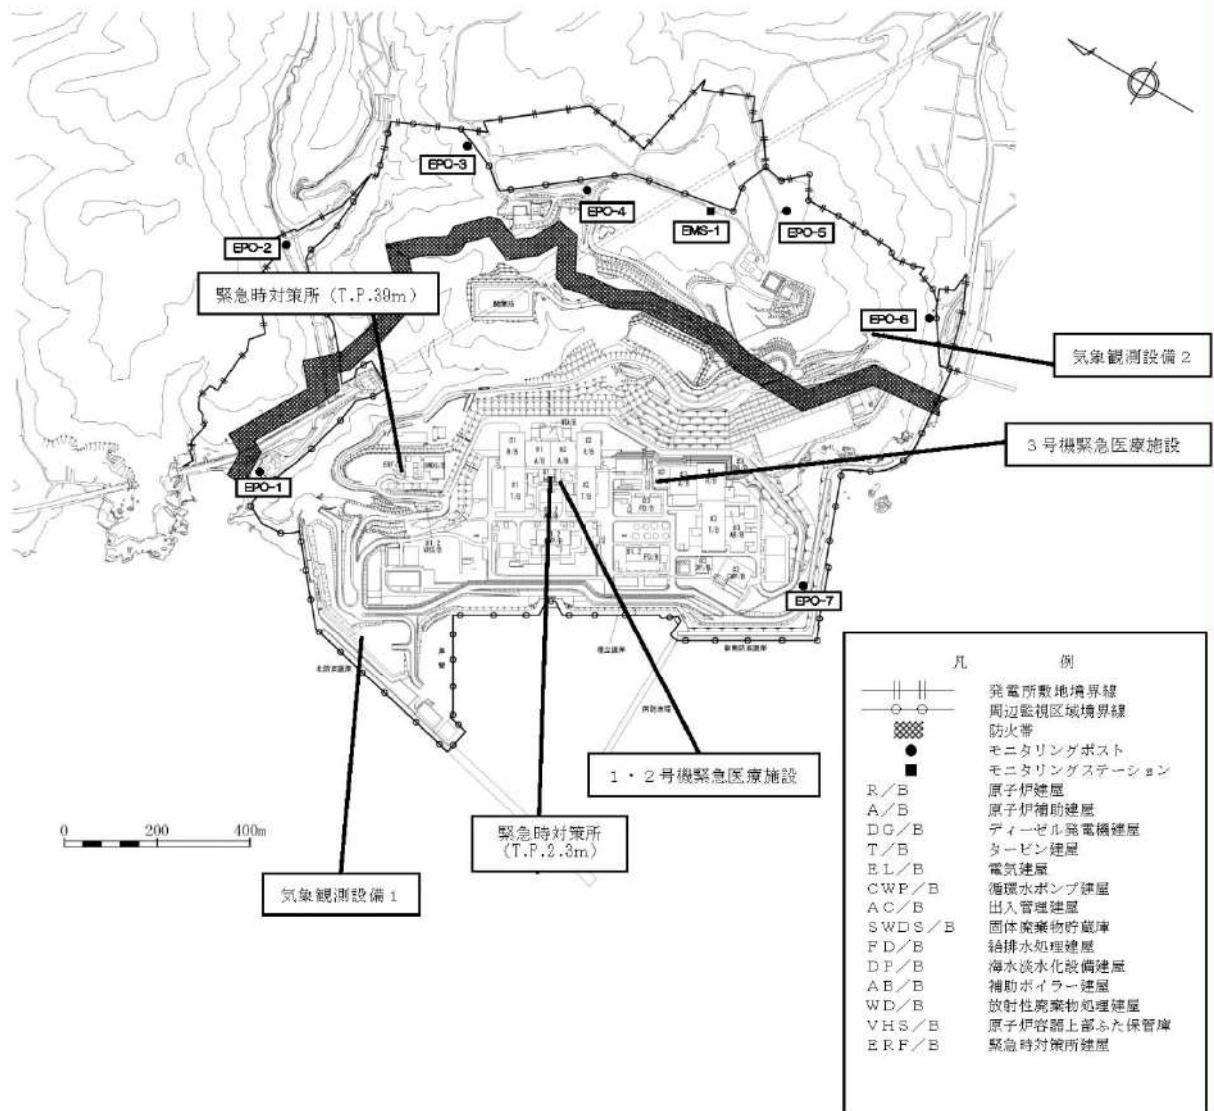 EPO-3
EPO-4
EMS-1
EPO-5
EPO-2
緊急時対策所(T.P.39m)
EPO-6
気象観測設備2
3号機緊急医療施設
EPO-1
EPO-7
1・2号機緊急医療施設
緊急時対策所
(T.P.2.3m)
気象観測設備1
0 200 400m
凡 例
発電所敷地境界線
周辺監視区域境界線
防火帯
モニタリングポスト
モニタリングステーション
R/B 原子炉建屋
A/B 原子炉補助建屋
DG/B ディーゼル発電機建屋
T/B タービン建屋
EL/B 電気建屋
CWP/B 循環水ポンプ建屋
AC/B 出入管理建屋
SWDS/B 固体廃棄物貯蔵庫
FD/B 給排水処理建屋
DP/B 海水淡水化設備建屋
AB/B 補助ボイラー建屋
WD/B 放射性廃棄物処理建屋
VHS/B 原子炉容器上部ふた保管庫
ERF/B 緊急時対策所建屋